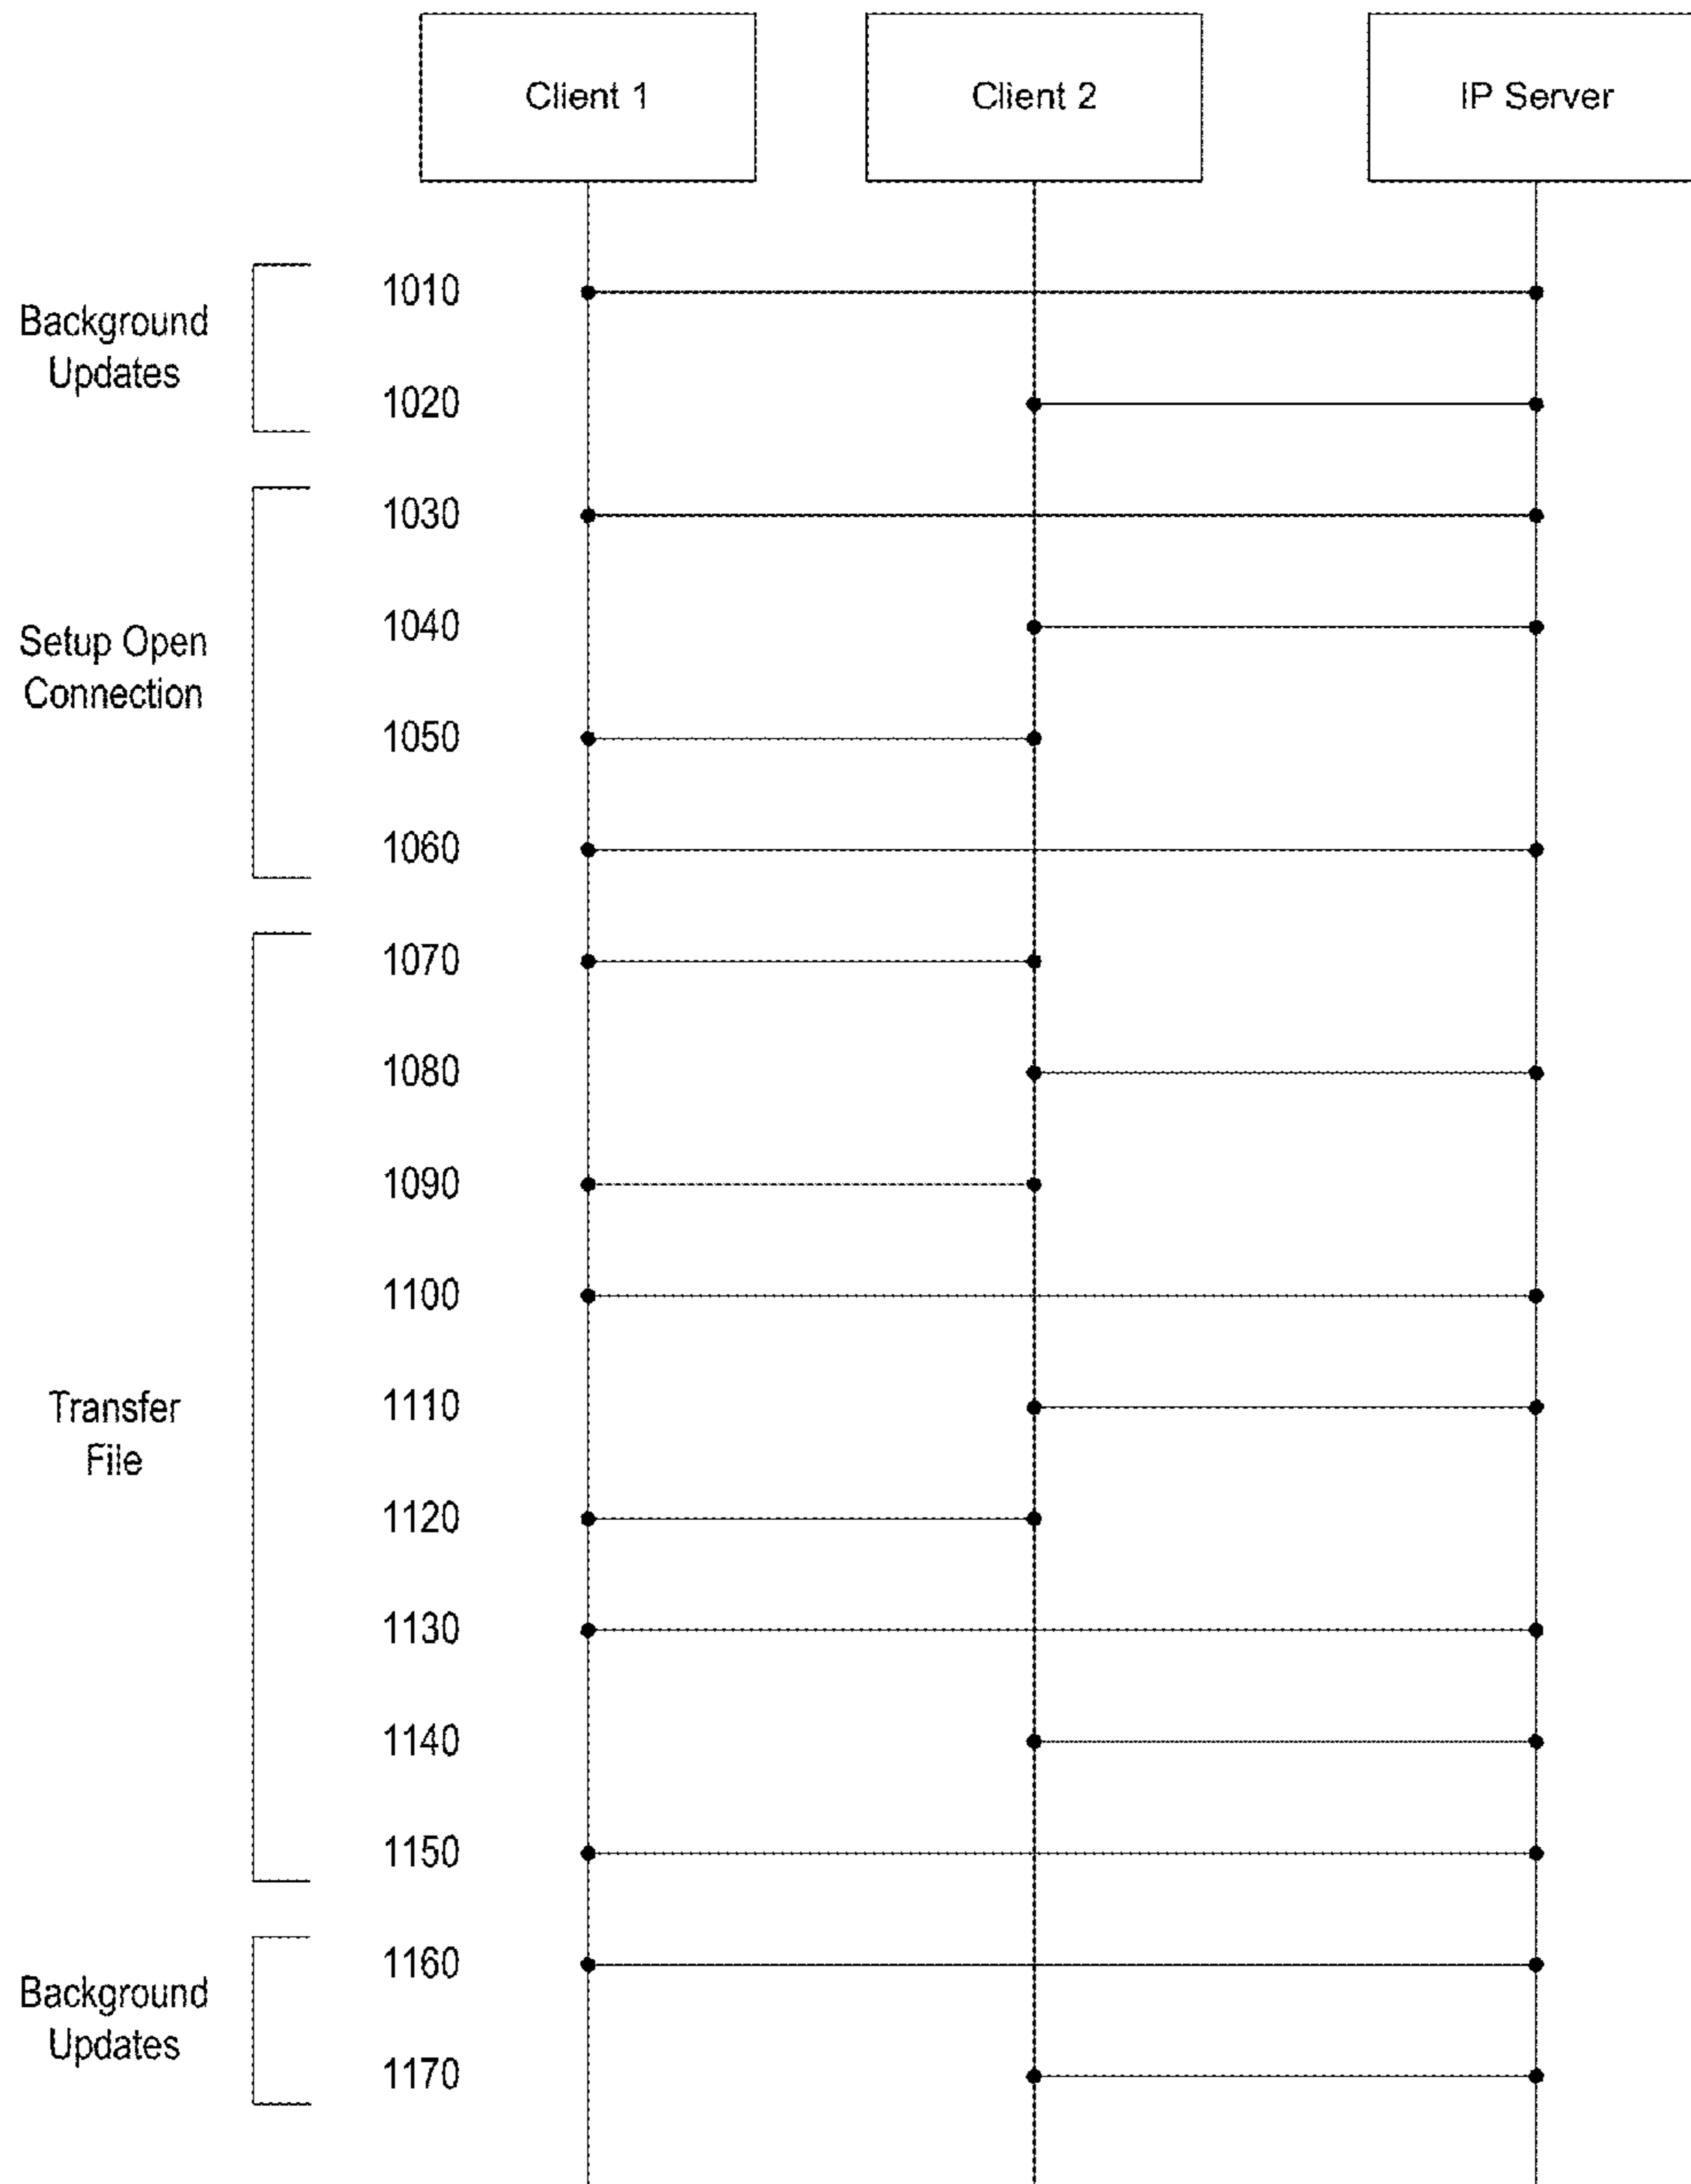 Client 1
Client 2
IP Server
Background
Updates
1010
1020
Setup Open
Connection
1030
1040
1050
1060
Transfer
File
1070
1080
1090
1100
1110
1120
1130
1140
1150
Background
Updates
1160
1170